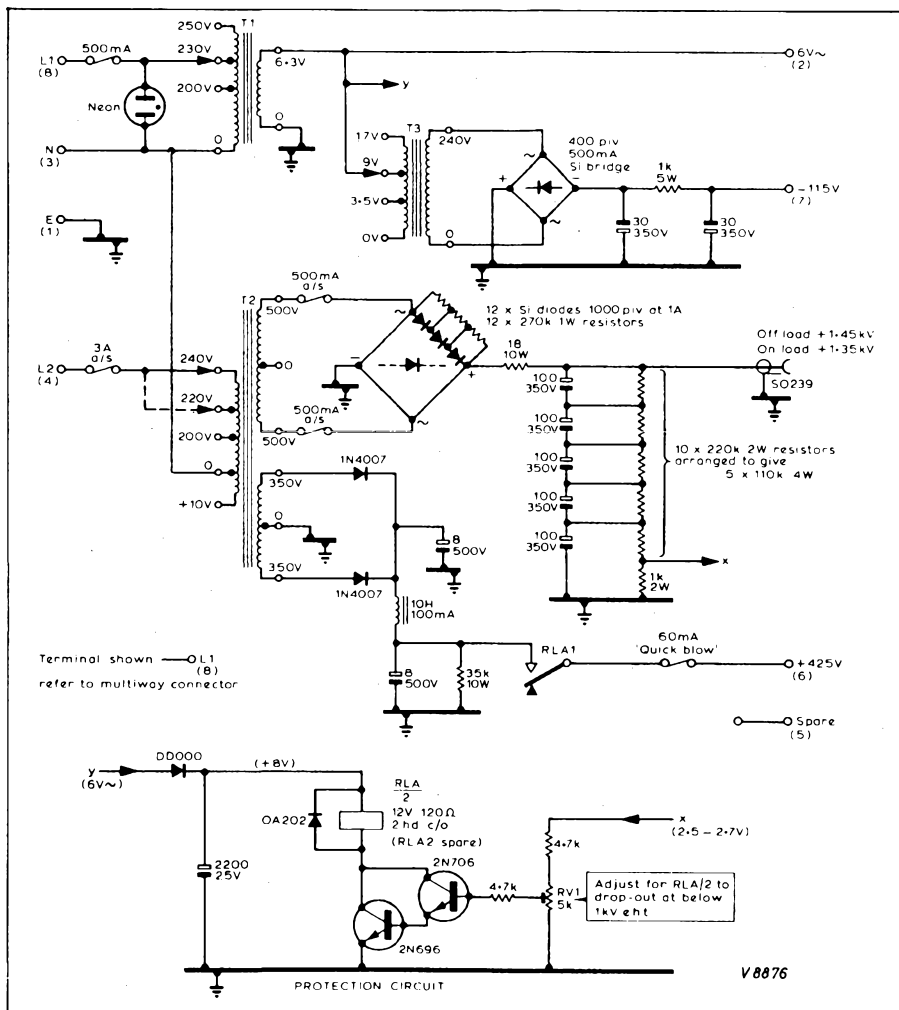 250V
T1
500mA
230V
L1
(8)
6·3V
6V~
(2)
Neon
200V
y
0
0
N
(3)
17V
T3
240V
400 piv
500mA
Si bridge
9V
~
+
−
1k
5W
−115V
(7)
3·5V
E
(1)
0V
0
~
30
350V
30
350V
500mA
a/s
T2
500V
~
12 x Si diodes 1000 piv at 1A
12 x 270k 1W resistors
Off load +1·45kV
On load +1·35kV
3A
a/s
L2
(4)
240V
0
−
+
18
10W
SO239
220V
100
350V
500mA
a/s
200V
500V
~
100
350V
10 x 220k 2W resistors
arranged to give
5 x 110k 4W
0
350V
1N4007
100
350V
+10V
0
8
500V
100
350V
100
350V
x
350V
1N4007
1k
2W
10H
100mA
RLA1
60mA
'Quick blow'
+425V
(6)
Terminal shown L1
(8)
refer to multiway connector
8
500V
35k
10W
Spare
(5)
y
(6V~)
DD000
(+8V)
RLA
2
12V 120Ω
2 hd c/o
(RLA2 spare)
OA202
x
(2·5 – 2·7V)
4·7k
2200
25V
2N706
4·7k
RV1
5k
Adjust for RLA/2 to
drop-out at below
1kV eht
2N696
PROTECTION CIRCUIT
V8876